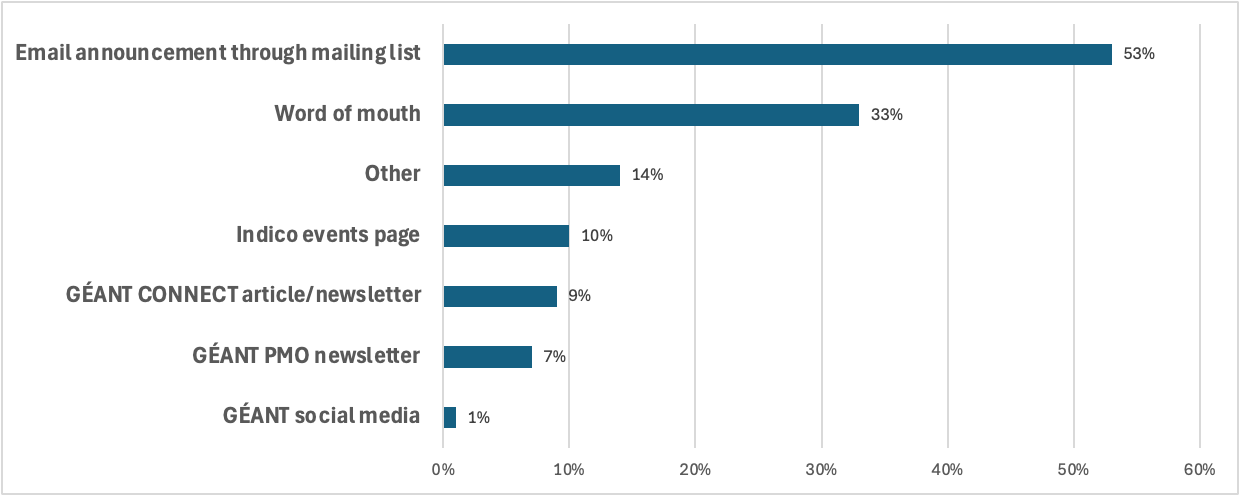 Email announcement through mailing list 53%
Word of mouth 33%
Other 14%
Indico events page 10%
GÉANT CONNECT article/newsletter 9%
GÉANT PMO newsletter 7%
GÉANT social media 1%
0% 10% 20% 30% 40% 50% 60%